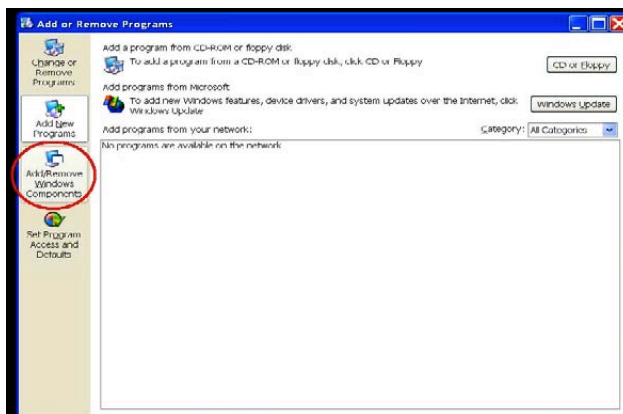 Add or Remove Programs
Change or
Remove
Programs
Add New
Programs
Add/Remove
Windows
Components
Set Program
Access and
Defaults
Add a program from CD-ROM or floppy disk
To add a program from a CD-ROM or floppy disk, click CD or Floppy
CD or Floppy
Add programs from Microsoft
To add new Windows features, device drivers, and system updates over the Internet, click
Windows Update
Windows Update
Add programs from your network:
Category:
All Categories
No programs are available on the network